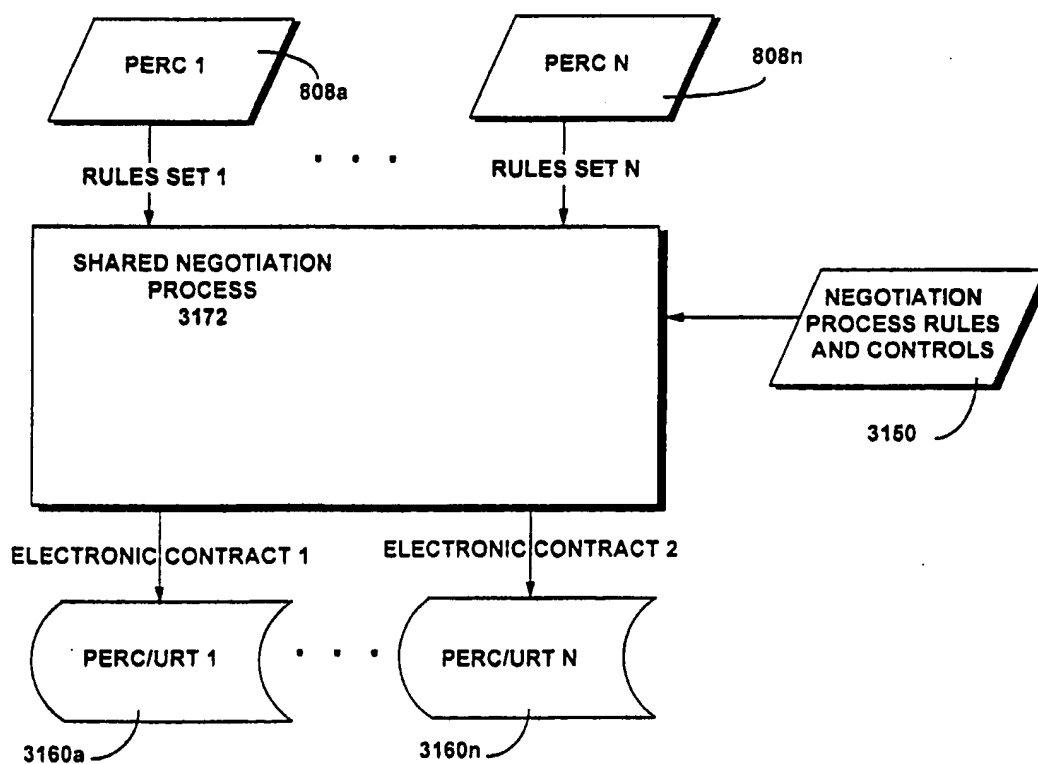 PERC 1
808a
PERC N
808n
RULES SET 1
RULES SET N
SHARED NEGOTIATION
PROCESS
3172
NEGOTIATION
PROCESS RULES
AND CONTROLS
3150
ELECTRONIC CONTRACT 1
ELECTRONIC CONTRACT 2
PERC/URT 1
PERC/URT N
3160a
3160n